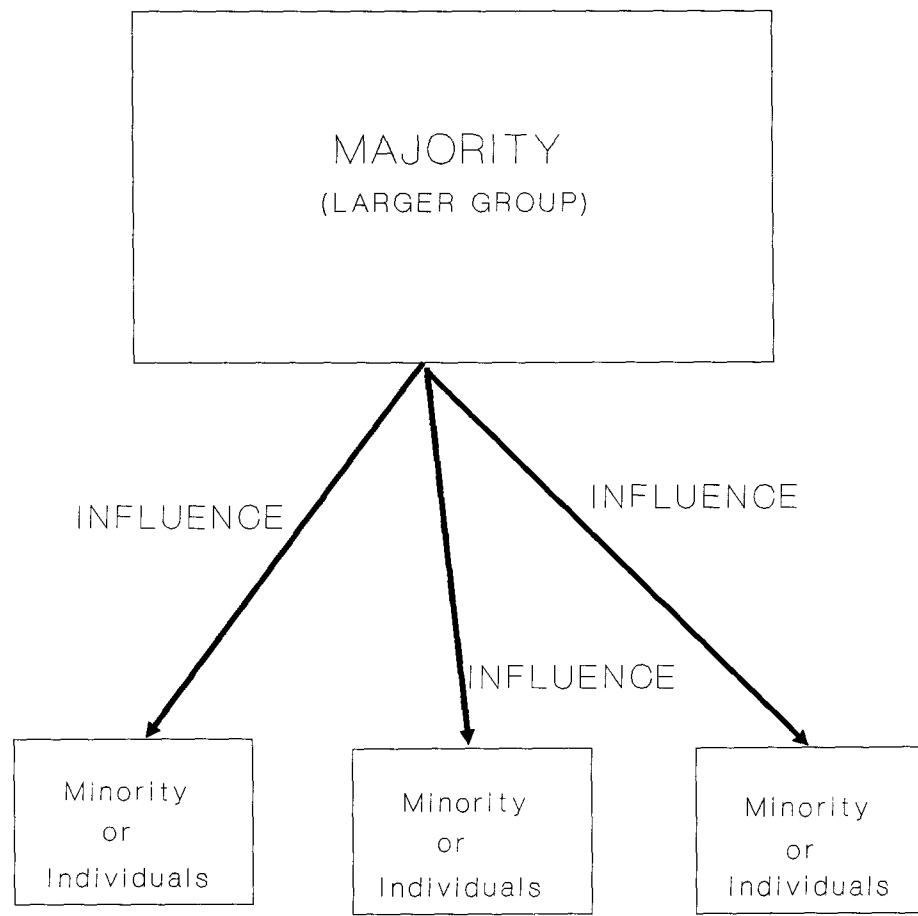 MAJORITY
(LARGER GROUP)
INFLUENCE
INFLUENCE
INFLUENCE
Minority
or
Individuals
Minority
or
Individuals
Minority
or
Individuals